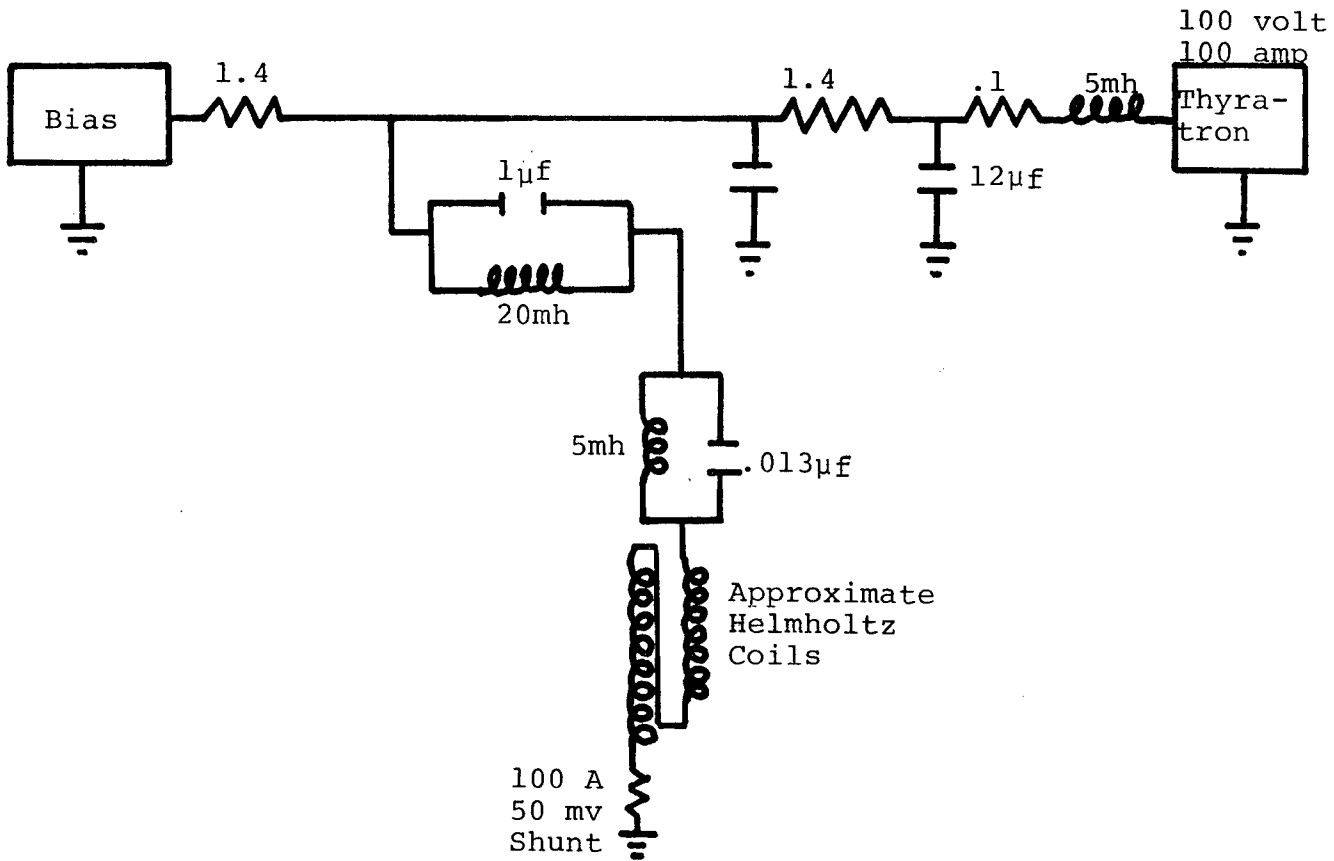 100 volt
100 amp
Thyra-
tron
Bias
1.4
1.4
.1
5mh
1µf
20mh
12µf
5mh
.013µf
Approximate
Helmholtz
Coils
100 A
50 mv
Shunt